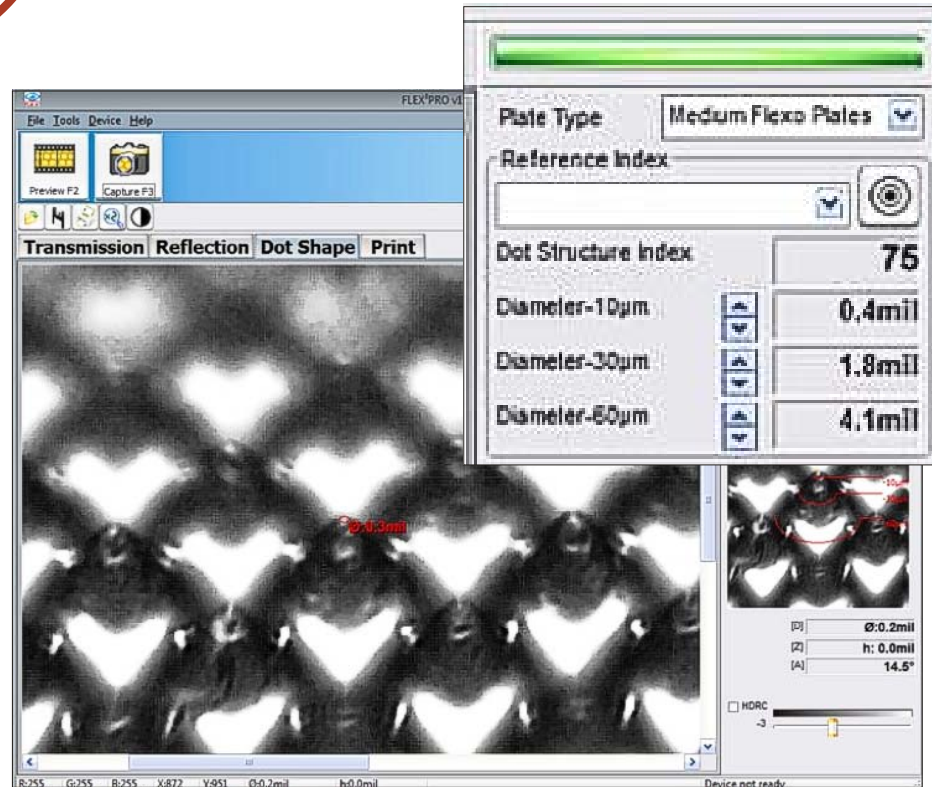 FLEX³PRO v1
File Tools Device Help
Preview F2
Capture F3
Transmission Reflection Dot Shape Print
Plate Type Medium Flexo Plates
Reference Index
Dot Structure Index 75
Diameter-10µm 0.4mil
Diameter-30µm 1.8mil
Diameter-60µm 4.1mil
Ø:0.3mil
-10µ
[D] Ø:0.2mil
[Z] h: 0.0mil
[A] 14.5°
HDRC
-3
R:255 G:255 B:255 X:872 Y:951 Ø:0.2mil h:0.0mil Device not ready